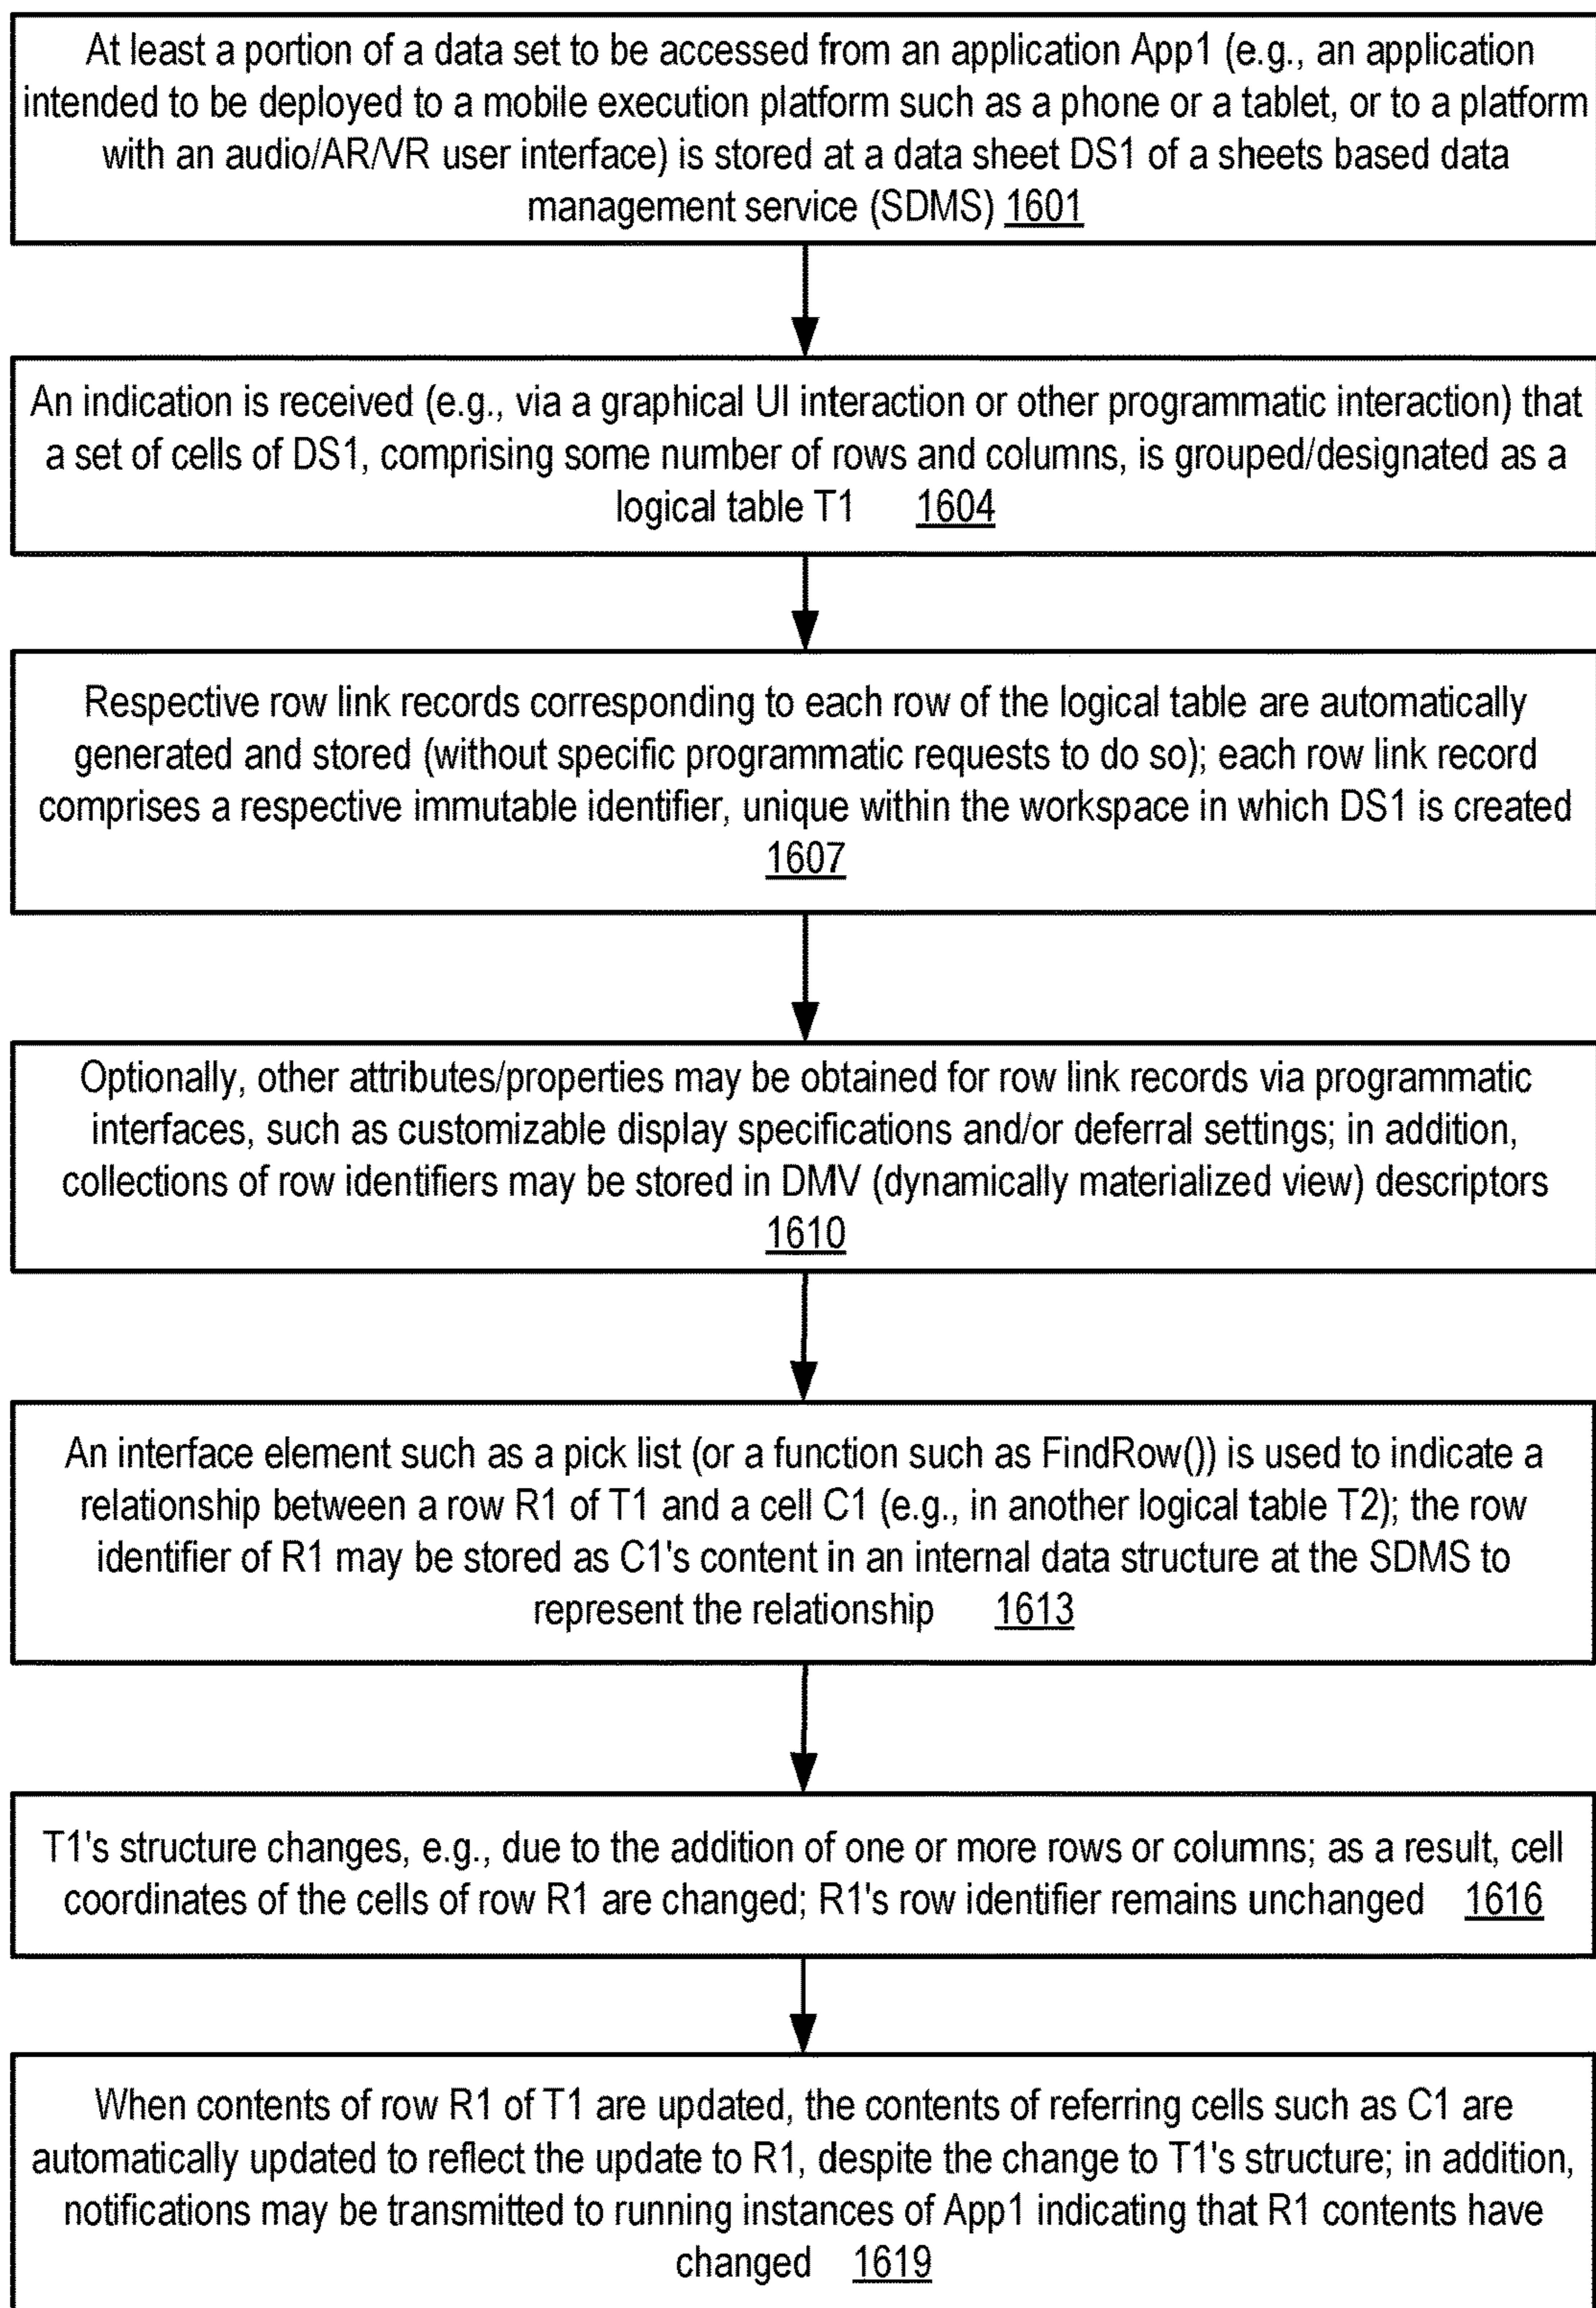 At least a portion of a data set to be accessed from an application App1 (e.g., an application
intended to be deployed to a mobile execution platform such as a phone or a tablet, or to a platform
with an audio/AR/VR user interface) is stored at a data sheet DS1 of a sheets based data
management service (SDMS) 1601
An indication is received (e.g., via a graphical UI interaction or other programmatic interaction) that
a set of cells of DS1, comprising some number of rows and columns, is grouped/designated as a
logical table T1 1604
Respective row link records corresponding to each row of the logical table are automatically
generated and stored (without specific programmatic requests to do so); each row link record
comprises a respective immutable identifier, unique within the workspace in which DS1 is created
1607
Optionally, other attributes/properties may be obtained for row link records via programmatic
interfaces, such as customizable display specifications and/or deferral settings; in addition,
collections of row identifiers may be stored in DMV (dynamically materialized view) descriptors
1610
An interface element such as a pick list (or a function such as FindRow()) is used to indicate a
relationship between a row R1 of T1 and a cell C1 (e.g., in another logical table T2); the row
identifier of R1 may be stored as C1's content in an internal data structure at the SDMS to
represent the relationship 1613
T1's structure changes, e.g., due to the addition of one or more rows or columns; as a result, cell
coordinates of the cells of row R1 are changed; R1's row identifier remains unchanged 1616
When contents of row R1 of T1 are updated, the contents of referring cells such as C1 are
automatically updated to reflect the update to R1, despite the change to T1's structure; in addition,
notifications may be transmitted to running instances of App1 indicating that R1 contents have
changed 1619